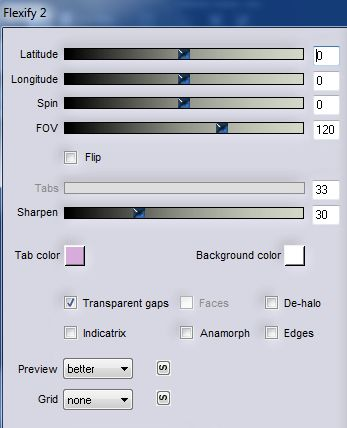 Flexify 2
Latitude 0
Longitude 0
Spin 0
FOV 120
Flip
Tabs 33
Sharpen 30
Tab color Background color
Transparent gaps Faces De-halo
Indicatrix Anamorph Edges
Preview better S
Grid none S